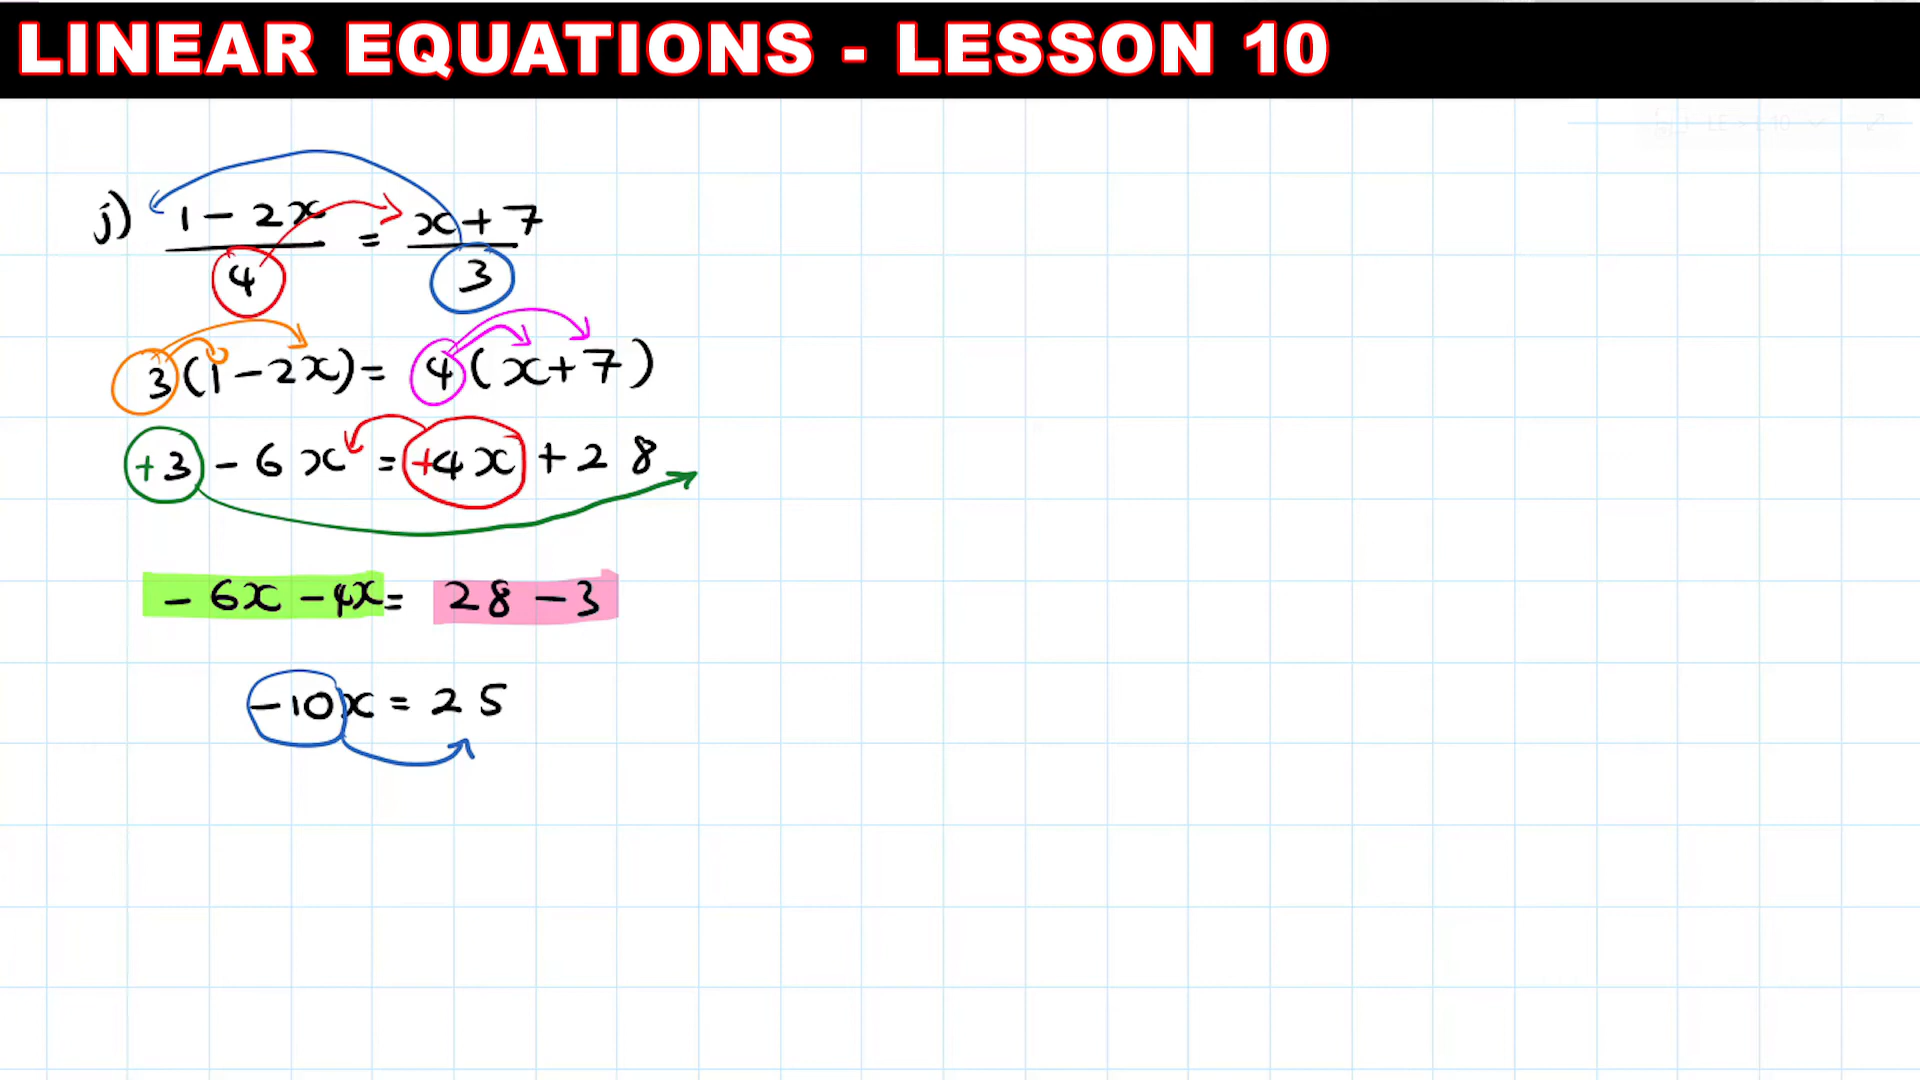 LINEAR EQUATIONS - LESSON 10
j) 1 - 2x / 4 = x + 7 / 3
3(1 - 2x) = 4(x + 7)
+3 - 6x = +4x + 28
- 6x - 4x = 28 - 3
-10x = 25